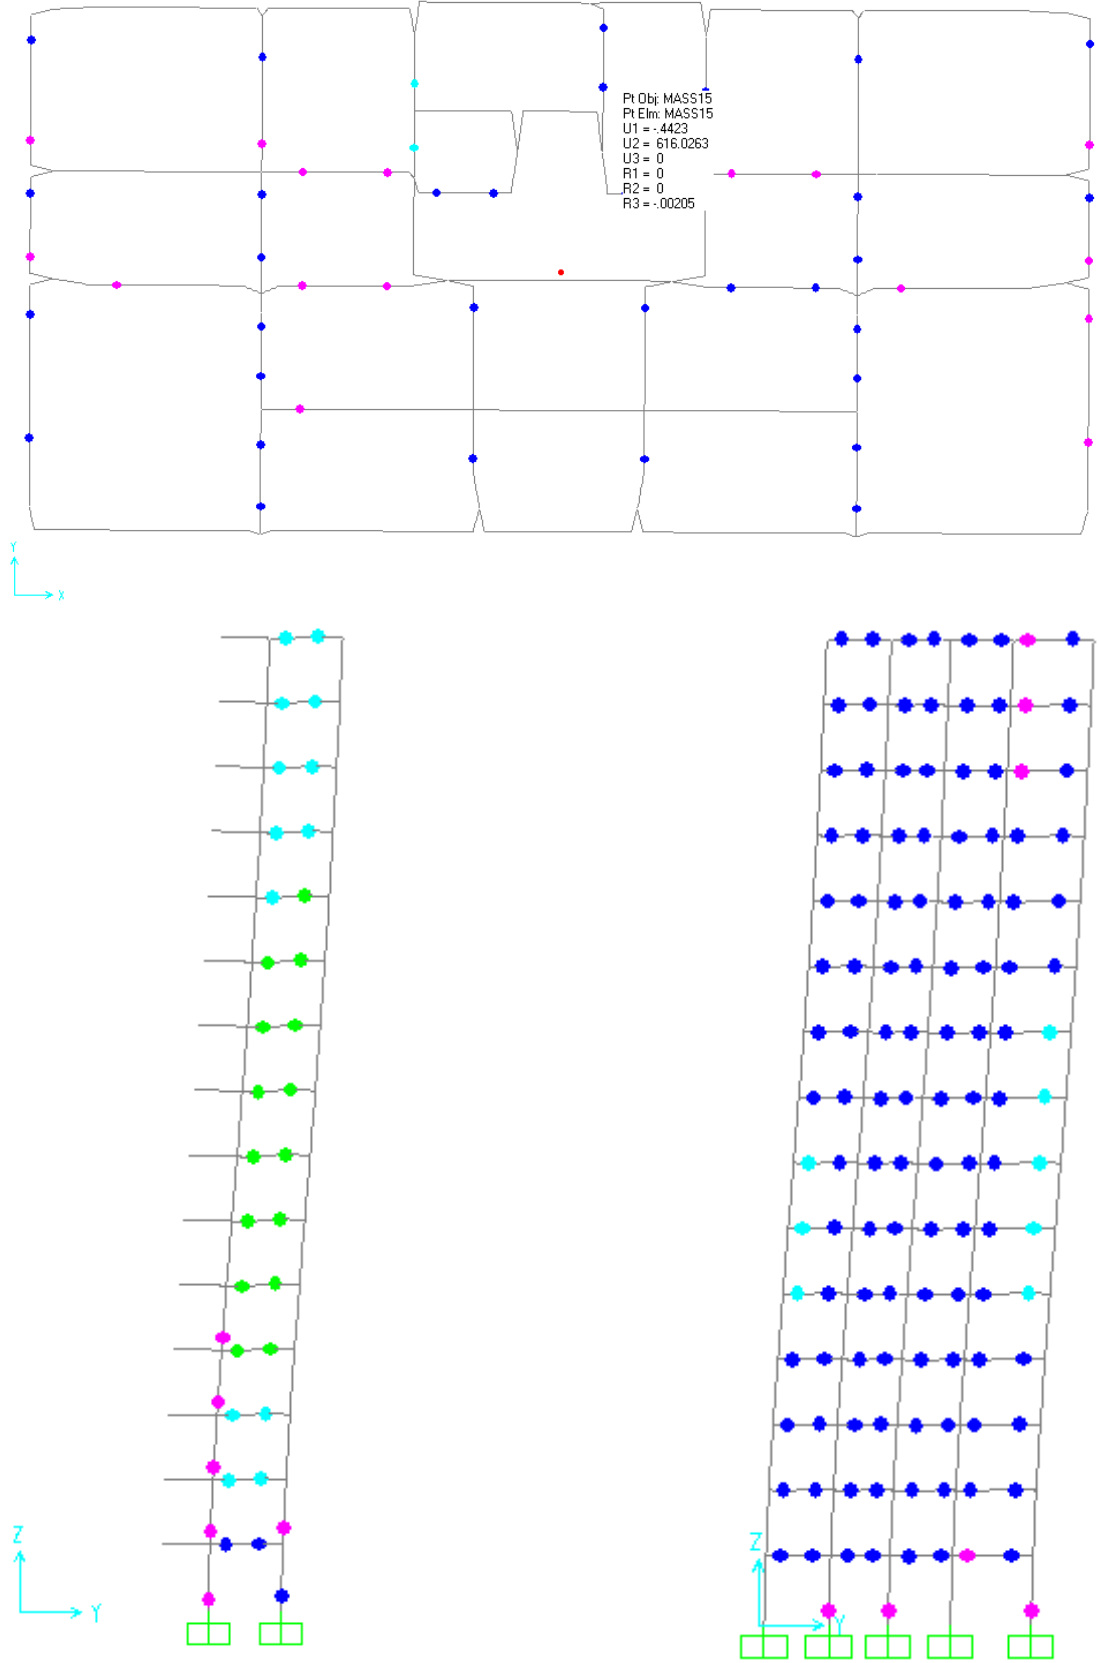 Pt Obj: MASS15
Pt Elm: MASS15
U1 = -.4423
U2 = 616.0263
U3 = 0
R1 = 0
R2 = 0
R3 = -.00205
Y
X
Z
Y
Z
Y